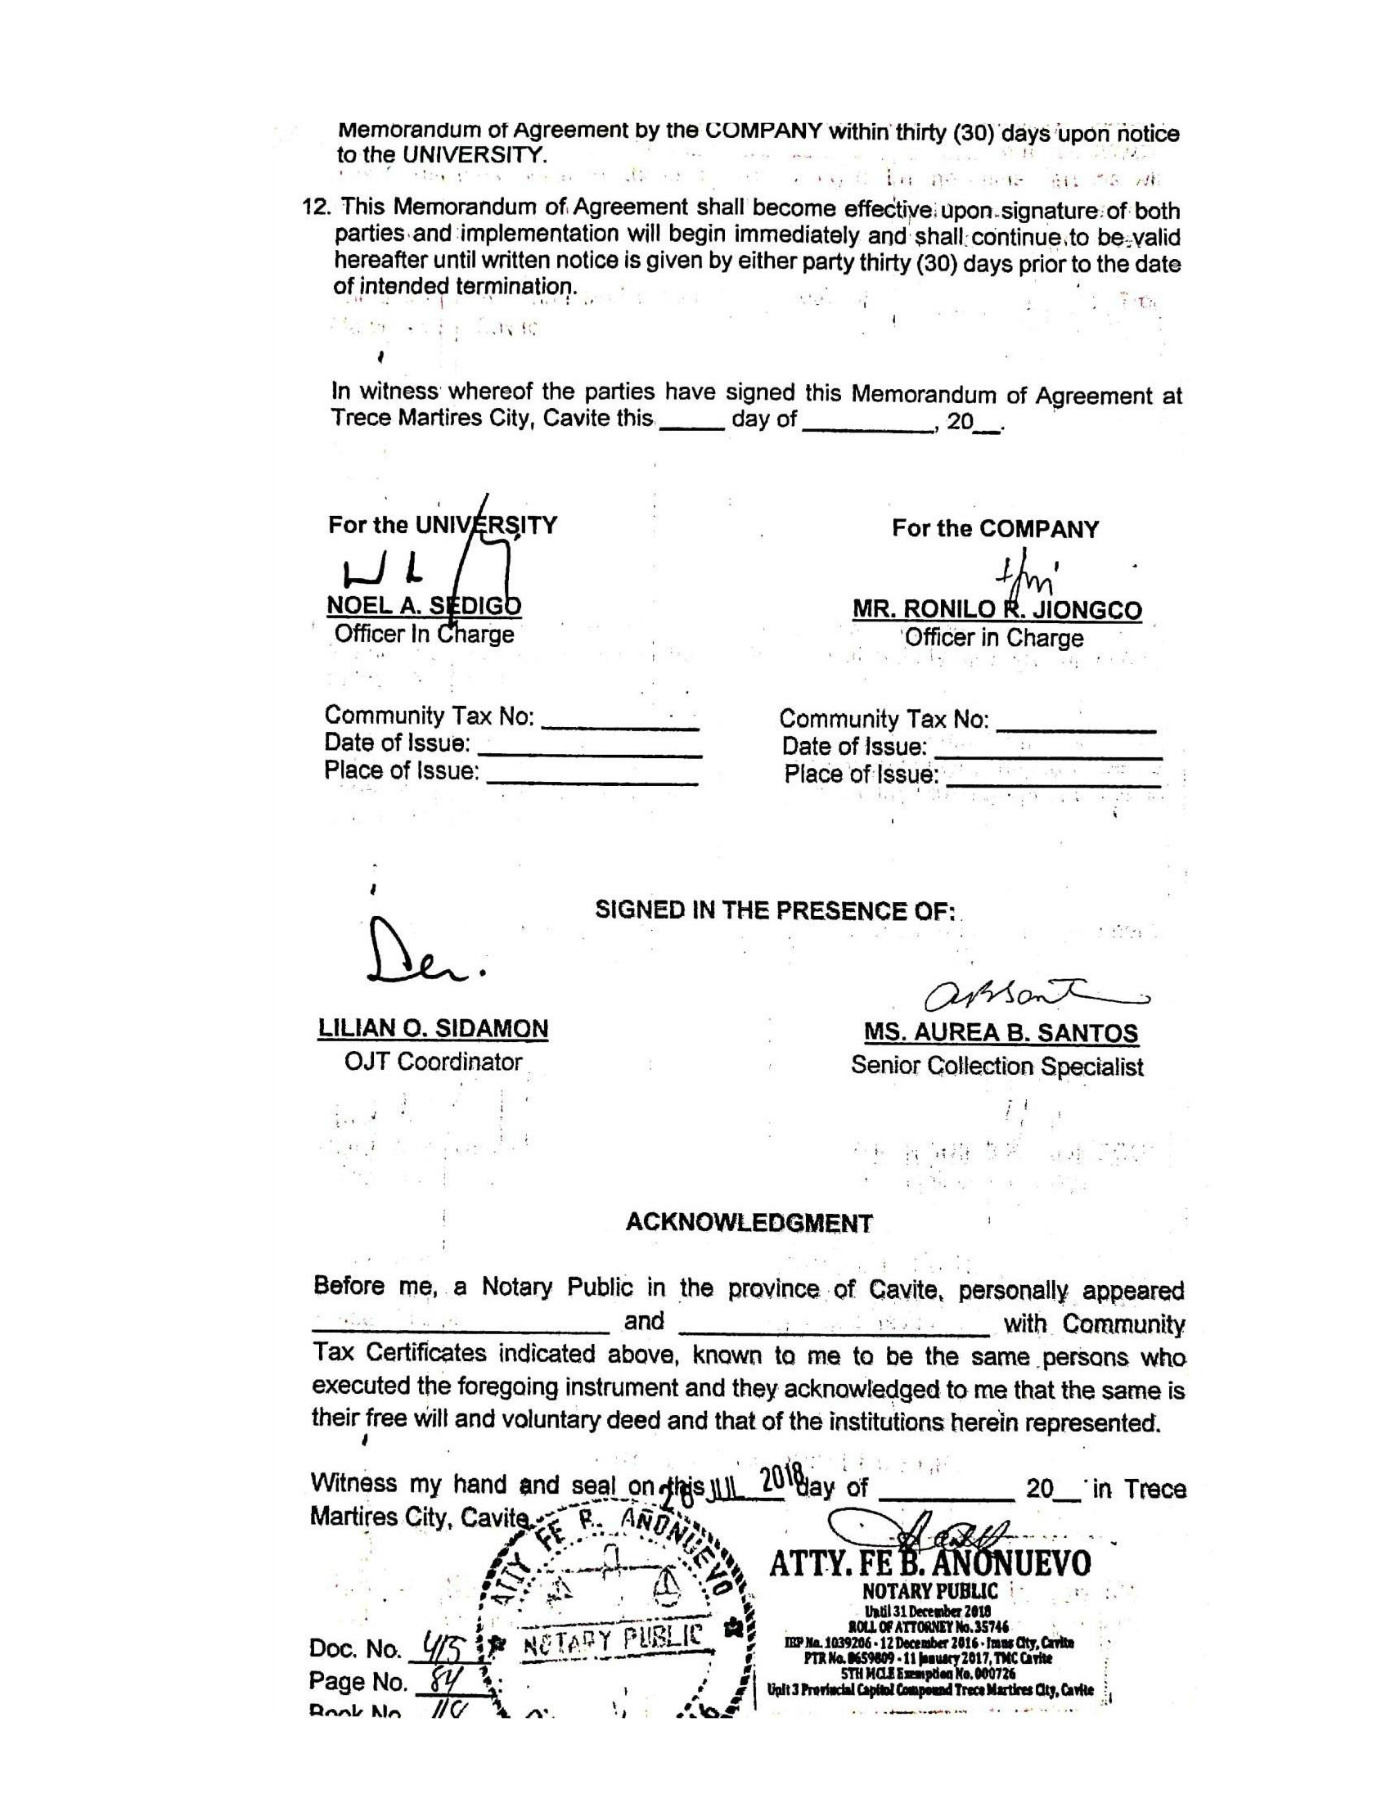 Memorandum of Agreement by the COMPANY within thirty (30) days upon notice
to the UNIVERSITY.
12. This Memorandum of Agreement shall become effective upon signature of both
parties and implementation will begin immediately and shall continue to be valid
hereafter until written notice is given by either party thirty (30) days prior to the date
of intended termination.
In witness whereof the parties have signed this Memorandum of Agreement at
Trece Martires City, Cavite this _____ day of __________, 20__.
For the UNIVERSITY
For the COMPANY
NOEL A. SEDIGO
MR. RONILO R. JIONGCO
Officer In Charge
Officer in Charge
Community Tax No: ____________
Community Tax No: ____________
Date of Issue: _________________
Date of Issue: _________________
Place of Issue: ________________
Place of Issue: ________________
SIGNED IN THE PRESENCE OF:
LILIAN O. SIDAMON
MS. AUREA B. SANTOS
OJT Coordinator
Senior Collection Specialist
ACKNOWLEDGMENT
Before me, a Notary Public in the province of Cavite, personally appeared
______________________ and _______________________ with Community
Tax Certificates indicated above, known to me to be the same persons who
executed the foregoing instrument and they acknowledged to me that the same is
their free will and voluntary deed and that of the institutions herein represented.
Witness my hand and seal on this JUL 2018 day of __________ 20__ in Trece
Martires City, Cavite
ATTY FE B. AÑONUEVO
NOTARY PUBLIC
ATTY. FE B. AÑONUEVO
NOTARY PUBLIC
Until 31 December 2018
ROLL OF ATTORNEY No. 35746
IBP No. 1039206 - 12 December 2016 - Imus City, Cavite
PTR No. 8659809 - 11 January 2017, TMC Cavite
5TH MCLE Exemption No. 000726
Unit 3 Provincial Capitol Compound Trece Martires City, Cavite
Doc. No. 415
Page No. 84
Book No.